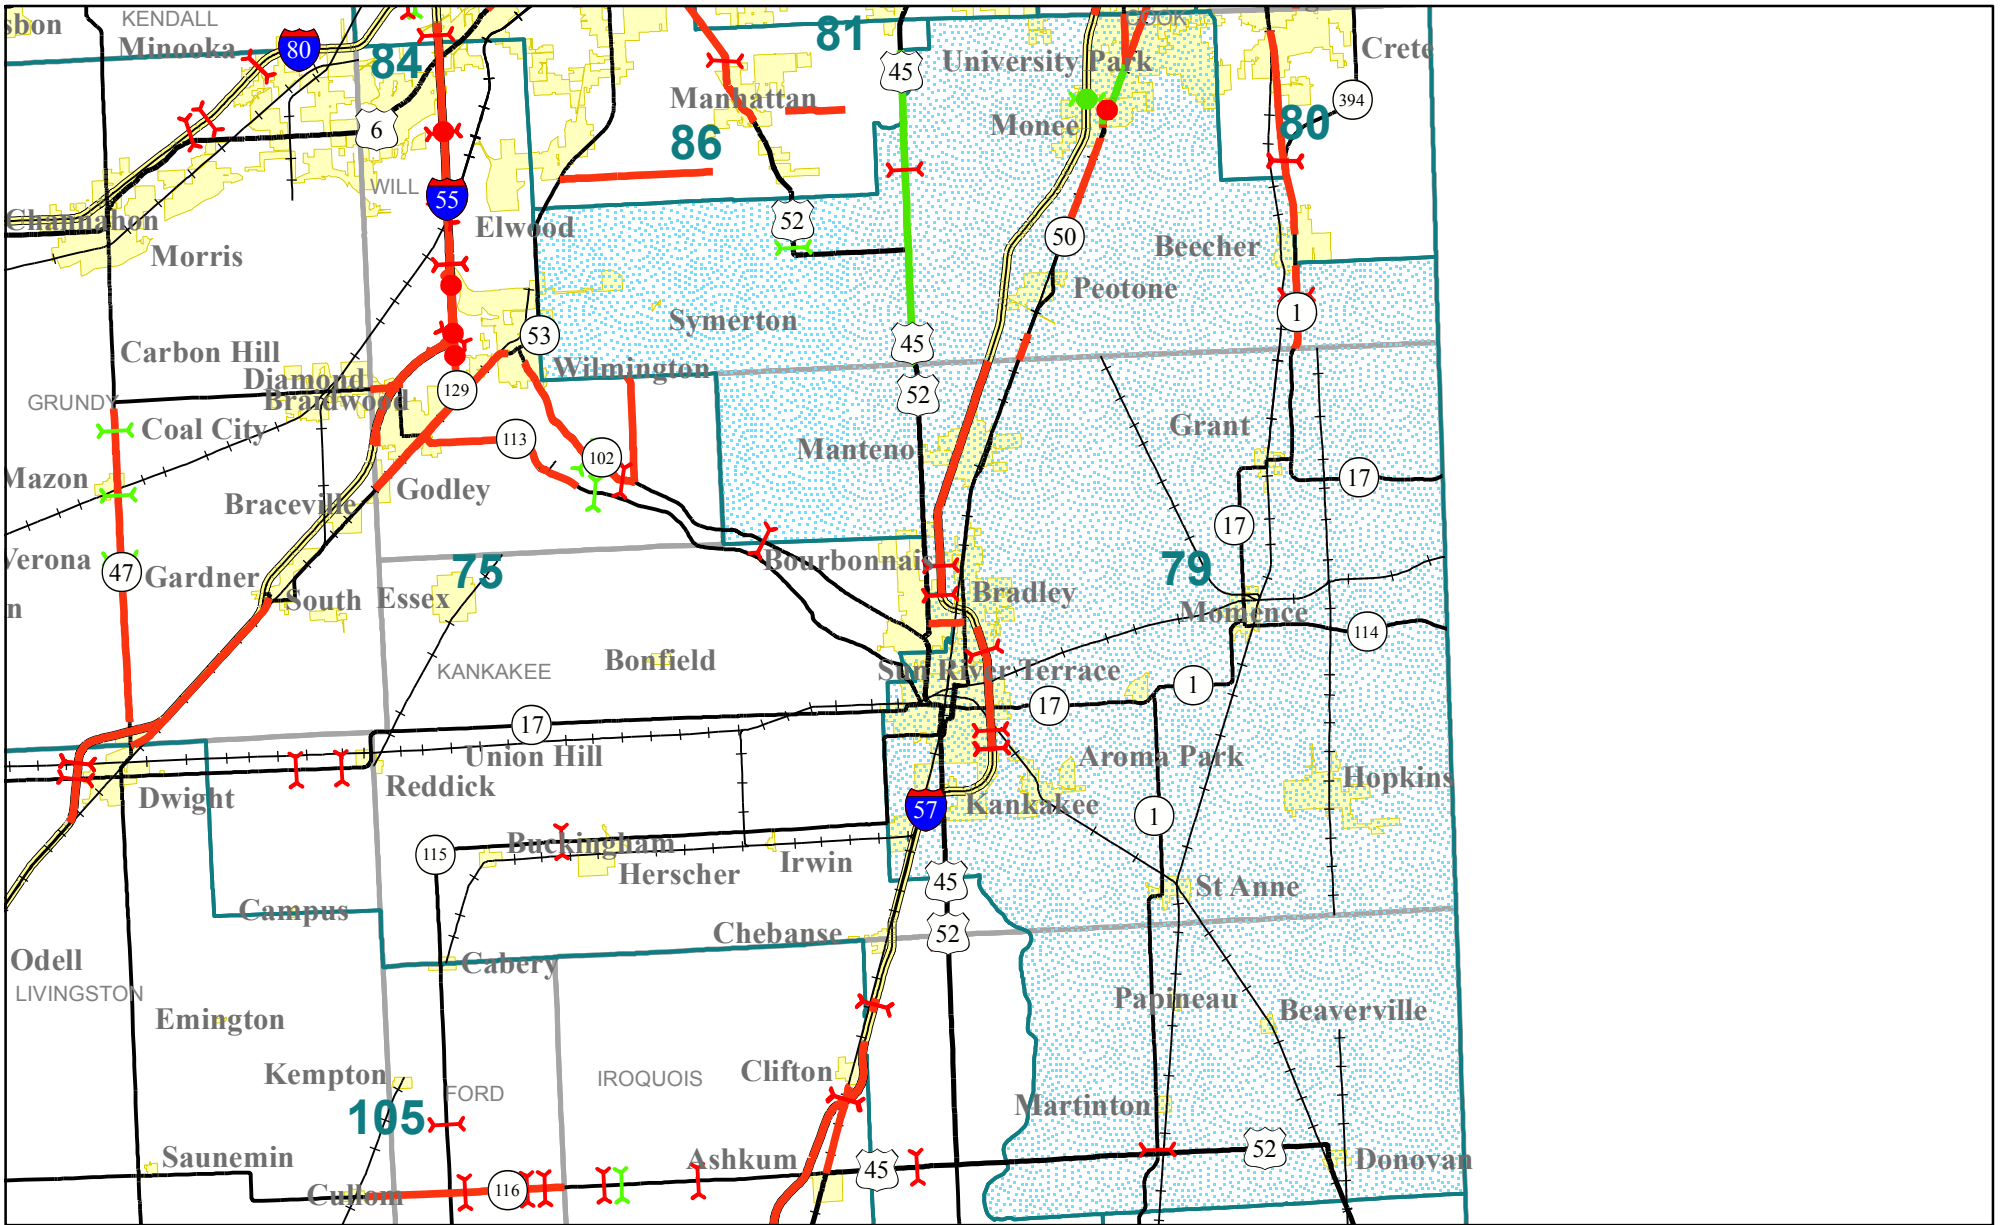 KENDALL
sbon
Minooka
80
84
81
COOK
Crete
University Park
45
394
Manhattan
6
86
Monee
80
WILL
55
Elwood
52
Channahon
Morris
50
Beecher
Peotone
Symerton
1
53
45
Carbon Hill
Diamond
Wilmington
Braidwood
129
52
GRUNDY
Coal City
113
102
Manteno
Grant
Mazon
Godley
17
Braceville
17
Verona
47
Gardner
75
Bourbonnais
79
South
Essex
Bradley
n
Momence
114
Bonfield
KANKAKEE
Sun River Terrace
1
17
17
Union Hill
Aroma Park
Reddick
Hopkins
Dwight
57
Kankakee
1
115
Buckingham
Irwin
Herscher
45
St Anne
Campus
Chebanse
52
Odell
Cabery
LIVINGSTON
Papineau
Beaverville
Emington
Kempton
Clifton
IROQUOIS
FORD
105
Martinton
Saunemin
Ashkum
45
52
Donovan
Cullom
116